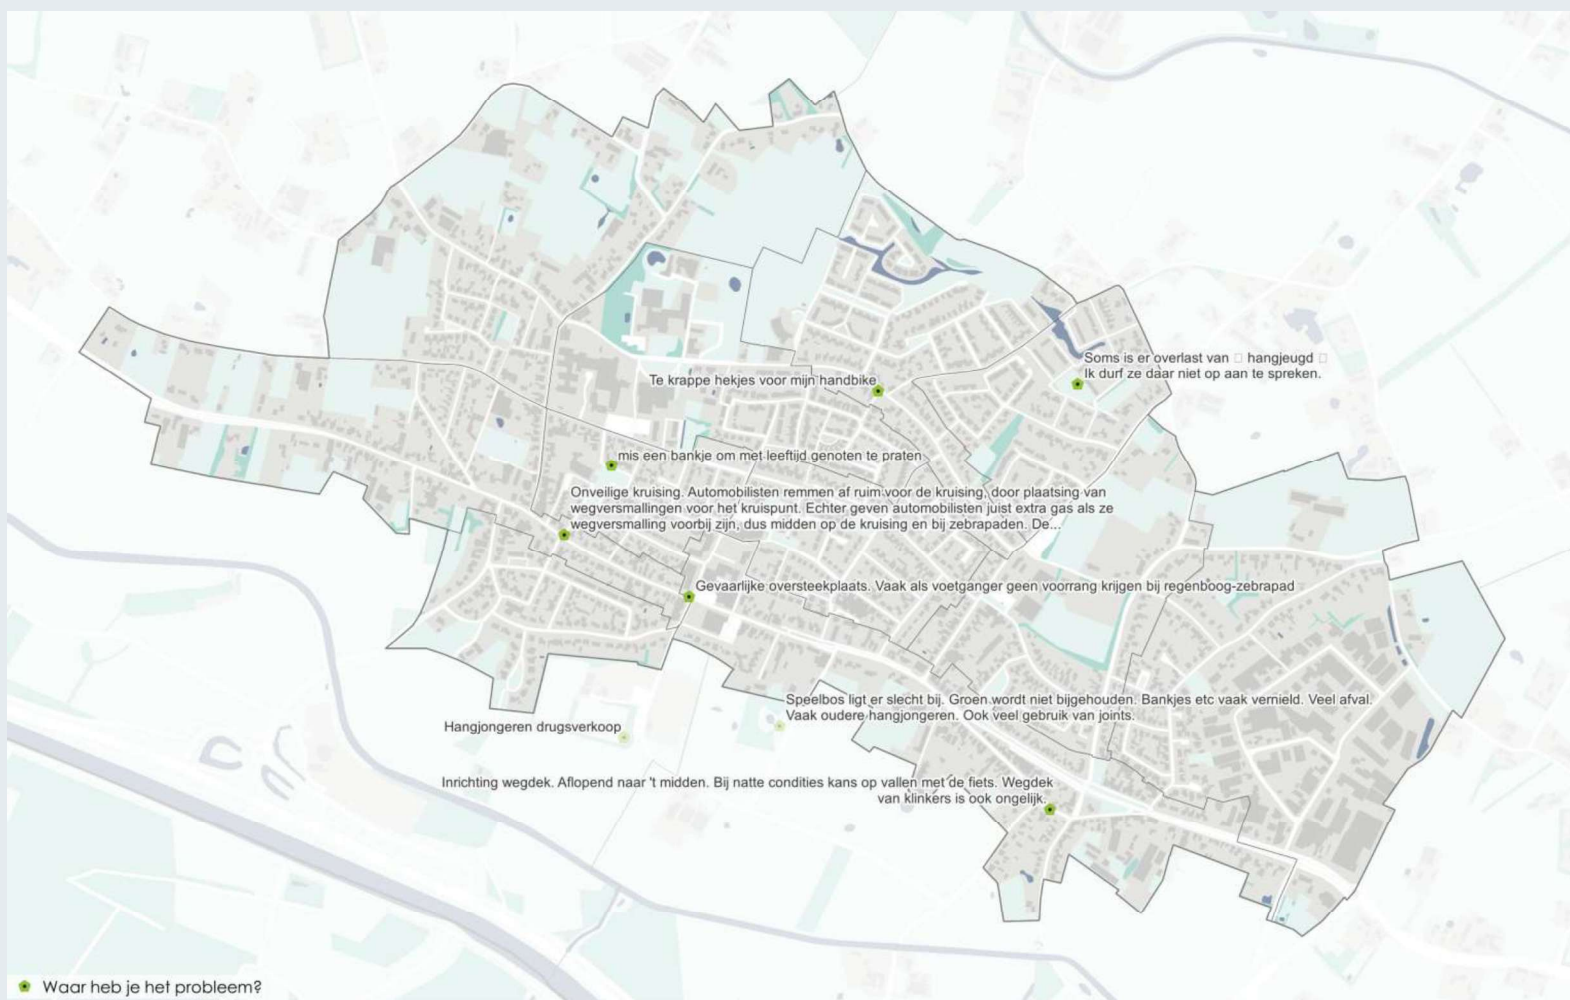 Soms is er overlast van □ hangjeugd □
Ik durf ze daar niet op aan te spreken.
Te krappe hekjes voor mijn handbike
mis een bankje om met leeftijd genoten te praten
Onveilige kruising. Automobilisten remmen af ruim voor de kruising, door plaatsing van
wegversmallingen voor het kruispunt. Echter geven automobilisten juist extra gas als ze
wegversmalling voorbij zijn, dus midden op de kruising en bij zebrapaden. De...
Gevaarlijke oversteekplaats. Vaak als voetganger geen voorrang krijgen bij regenboog-zebrapad
Speelbos ligt er slecht bij. Groen wordt niet bijgehouden. Bankjes etc vaak vernield. Veel afval.
Vaak oudere hangjongeren. Ook veel gebruik van joints.
Hangjongeren drugsverkoop
Inrichting wegdek. Aflopend naar 't midden. Bij natte condities kans op vallen met de fiets. Wegdek
van klinkers is ook ongelijk.
Waar heb je het probleem?